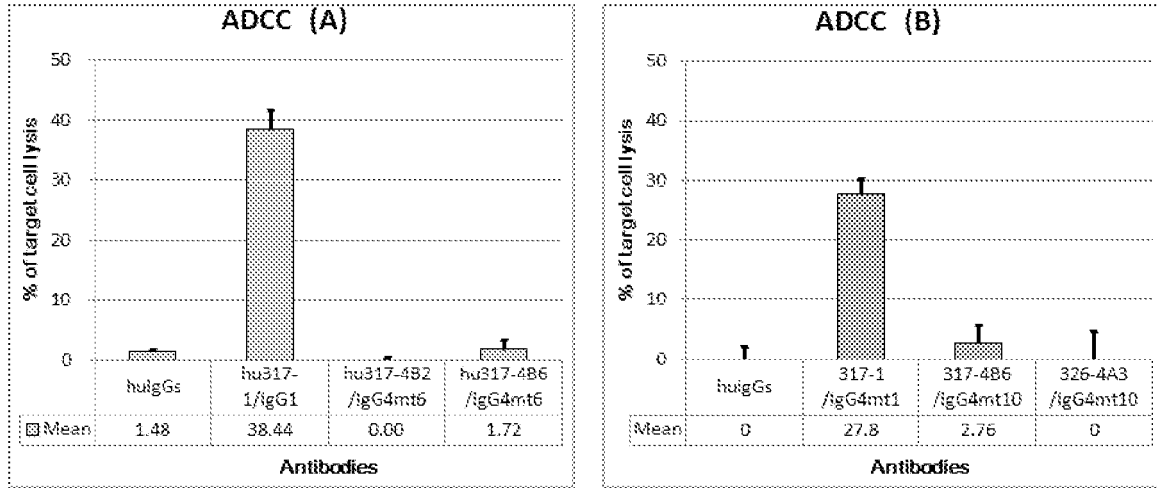 ADCC (A)
50
40
30
20
10
0
% of target cell lysis
huIgGs
hu317-
1/IgG1
hu317-4B2
/IgG4mt6
hu317-4B6
/IgG4mt6
Mean
1.48
38.44
0.00
1.72
Antibodies
ADCC (B)
50
40
30
20
10
0
% of target cell lysis
huIgGs
317-1
/IgG4mt1
317-4B6
/IgG4mt10
326-4A3
/IgG4mt10
Mean
0
27.8
2.76
0
Antibodies